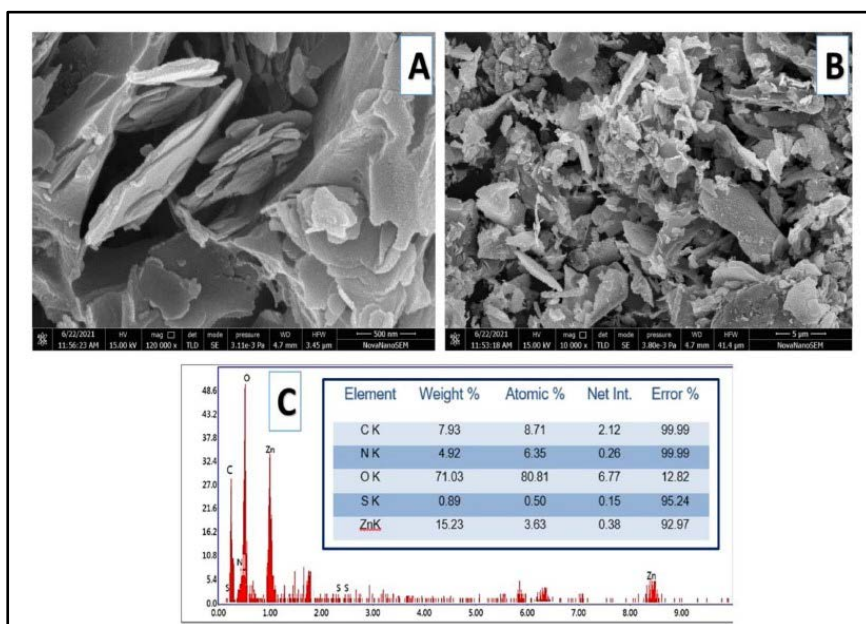 A
6/22/2021 HV mag □ det mode pressure WD HFW 500 nm
11:56:23 AM 15.00 kV 120 000 x TLD SE 3.11e-3 Pa 4.7 mm 3.45 µm NovaNanoSEM
B
6/22/2021 HV mag □ det mode pressure WD HFW 5 µm
11:53:18 AM 15.00 kV 10 000 x TLD SE 3.80e-3 Pa 4.7 mm 41.4 µm NovaNanoSEM
C
48.6
43.2
37.8
32.4
27.0
21.6
16.2
10.8
5.4
0.0
0.00 1.00 2.00 3.00 4.00 5.00 6.00 7.00 8.00 9.00
S
C
N
O
Zn
S S
Zn
Element Weight % Atomic % Net Int. Error %
C K 7.93 8.71 2.12 99.99
N K 4.92 6.35 0.26 99.99
O K 71.03 80.81 6.77 12.82
S K 0.89 0.50 0.15 95.24
ZnK 15.23 3.63 0.38 92.97